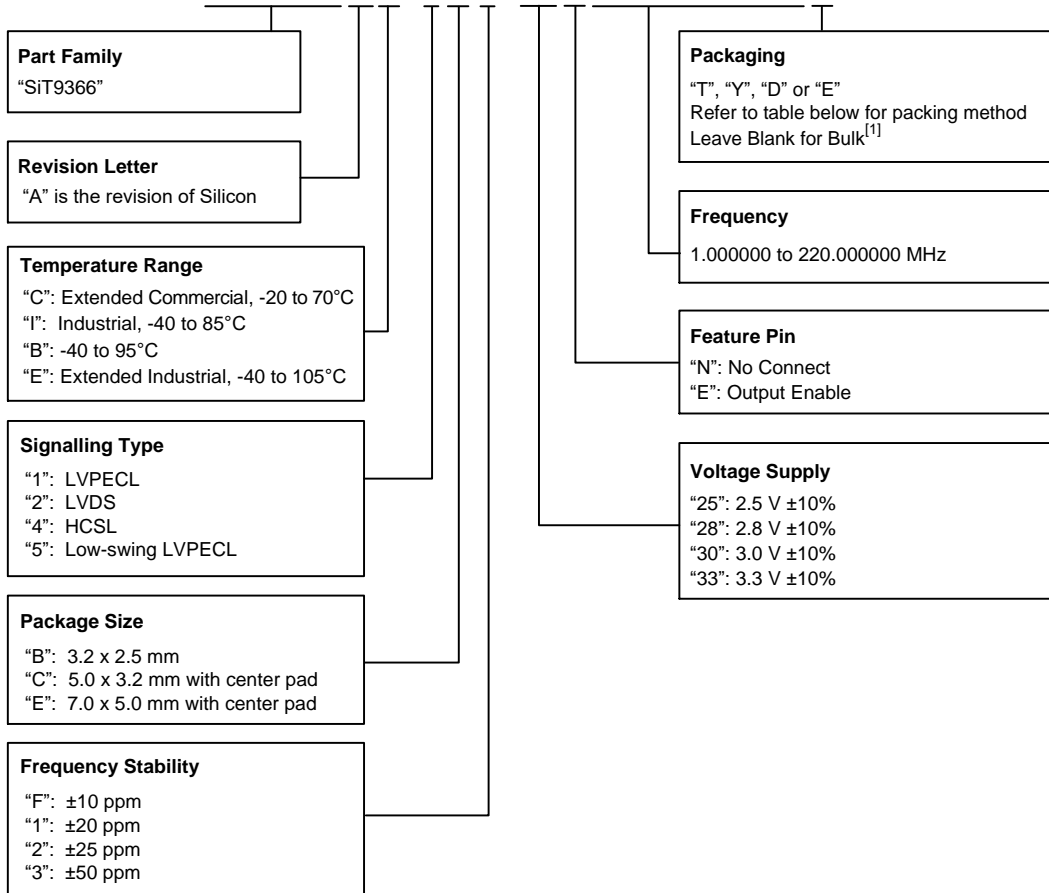 Part Family
“SiT9366”
Revision Letter
“A” is the revision of Silicon
Temperature Range
“C”: Extended Commercial, -20 to 70°C
“I”: Industrial, -40 to 85°C
“B”: -40 to 95°C
“E”: Extended Industrial, -40 to 105°C
Signalling Type
“1”: LVPECL
“2”: LVDS
“4”: HCSL
“5”: Low-swing LVPECL
Package Size
“B”: 3.2 x 2.5 mm
“C”: 5.0 x 3.2 mm with center pad
“E”: 7.0 x 5.0 mm with center pad
Frequency Stability
“F”: ±10 ppm
“1”: ±20 ppm
“2”: ±25 ppm
“3”: ±50 ppm
Packaging
“T”, “Y”, “D” or “E”
Refer to table below for packing method
Leave Blank for Bulk[1]
Frequency
1.000000 to 220.000000 MHz
Feature Pin
“N”: No Connect
“E”: Output Enable
Voltage Supply
“25”: 2.5 V ±10%
“28”: 2.8 V ±10%
“30”: 3.0 V ±10%
“33”: 3.3 V ±10%